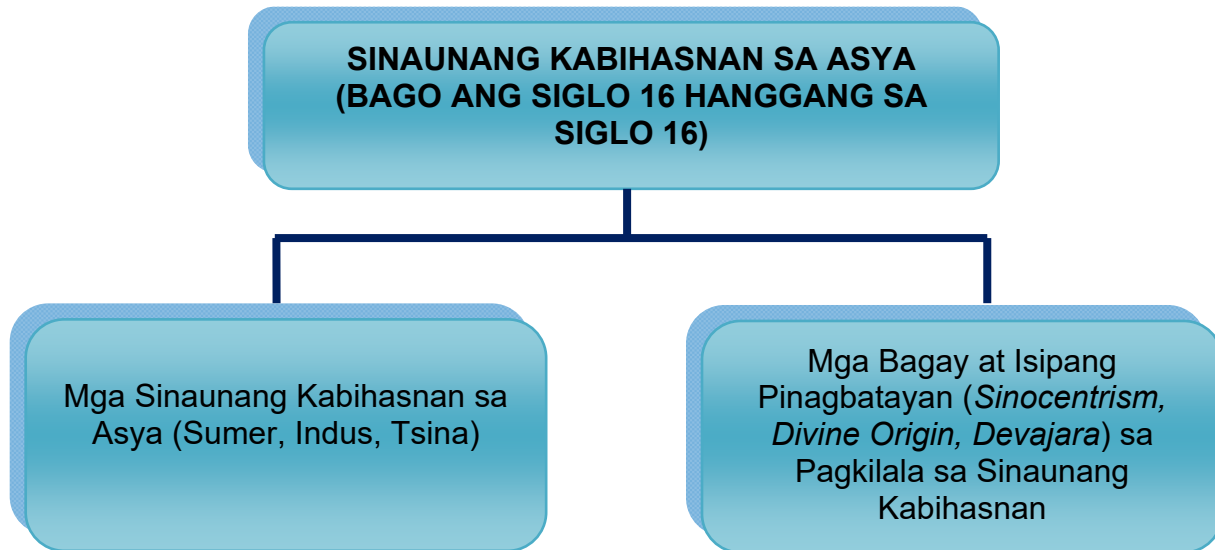 SINAUNANG KABIHASNAN SA ASYA
(BAGO ANG SIGLO 16 HANGGANG SA
SIGLO 16)
Mga Sinaunang Kabihasnan sa
Asya (Sumer, Indus, Tsina)
Mga Bagay at Isipang
Pinagbatayan (Sinocentrism,
Divine Origin, Devajara) sa
Pagkilala sa Sinaunang
Kabihasnan